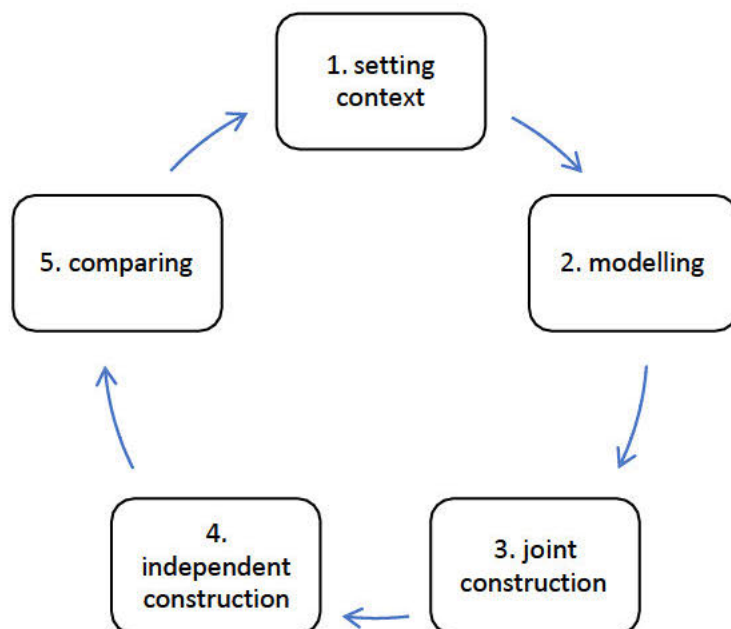 1. setting
context
2. modelling
3. joint
construction
4.
independent
construction
5. comparing